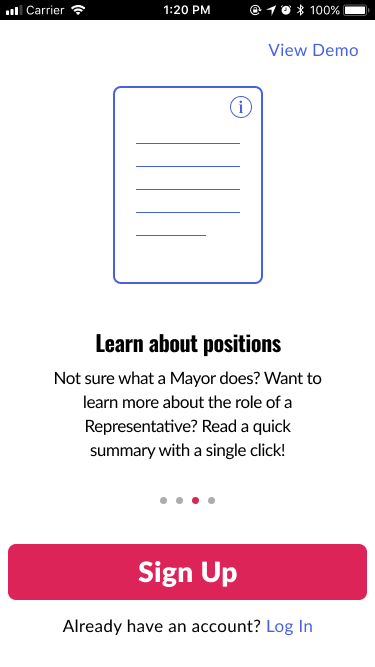 Carrier 1:20 PM 100%
View Demo
i
Learn about positions
Not sure what a Mayor does? Want to
learn more about the role of a
Representative? Read a quick
summary with a single click!
Sign Up
Already have an account? Log In